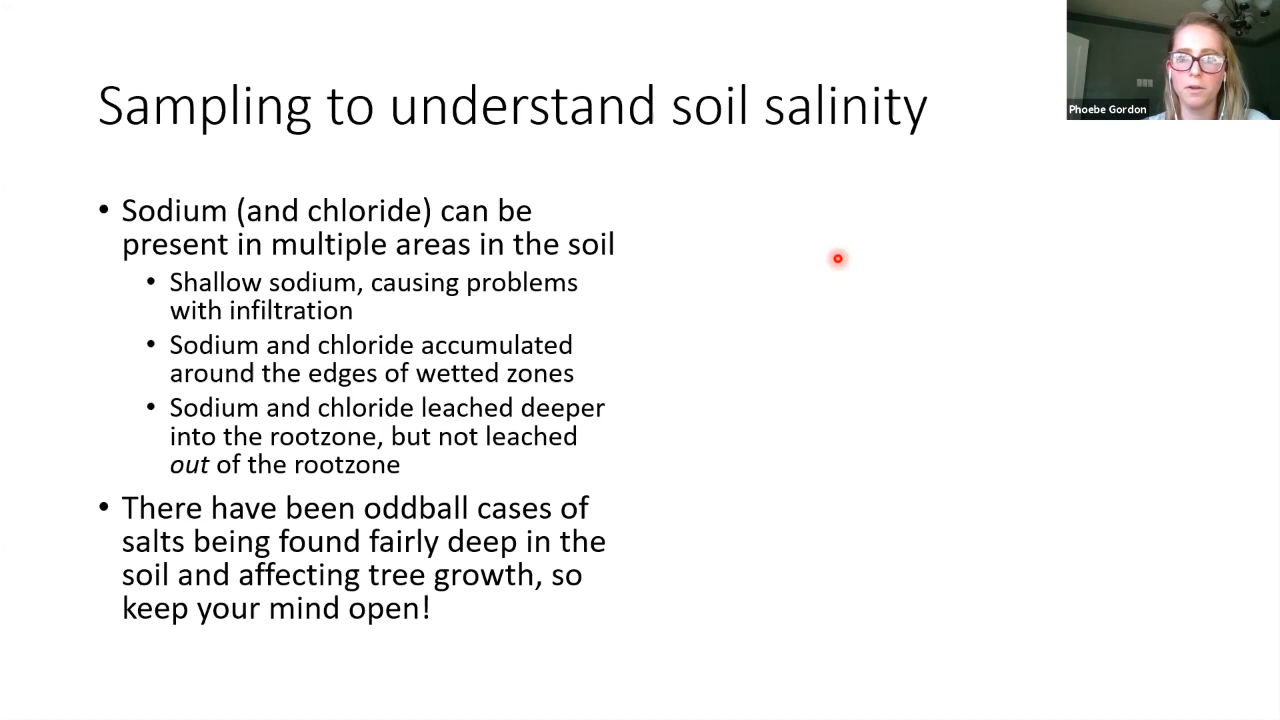 Sampling to understand soil salinity
Phoebe Gordon
• Sodium (and chloride) can be
present in multiple areas in the soil
• Shallow sodium, causing problems
with infiltration
• Sodium and chloride accumulated
around the edges of wetted zones
• Sodium and chloride leached deeper
into the rootzone, but not leached
out of the rootzone
• There have been oddball cases of
salts being found fairly deep in the
soil and affecting tree growth, so
keep your mind open!